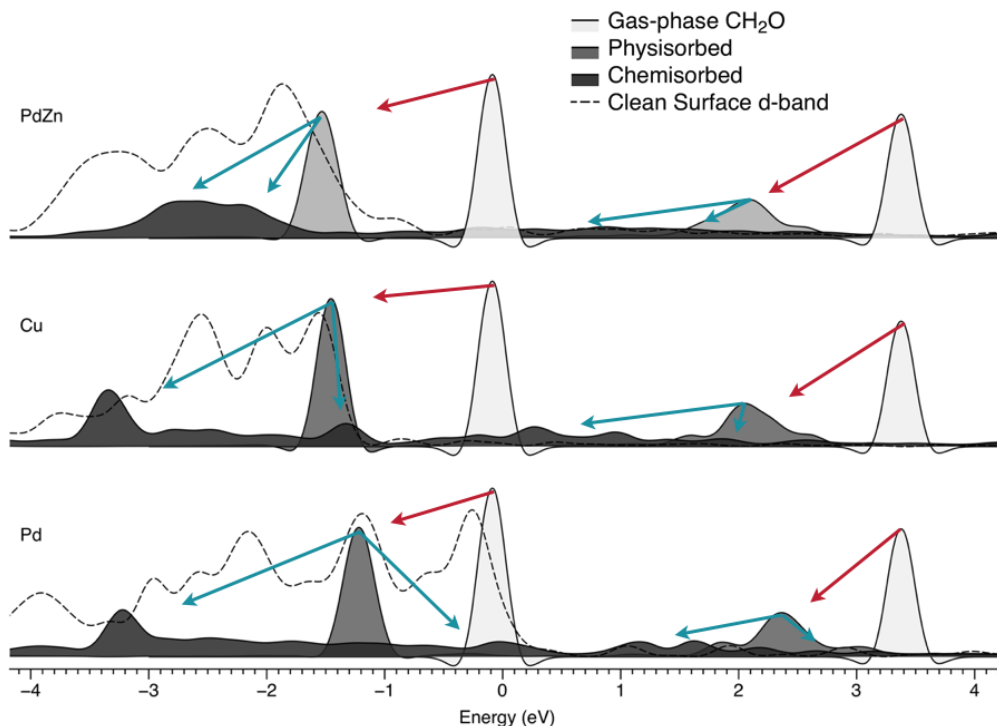 Gas-phase CH₂O
Physisorbed
Chemisorbed
Clean Surface d-band
PdZn
Cu
Pd
−4 −3 −2 −1 0 1 2 3 4
Energy (eV)